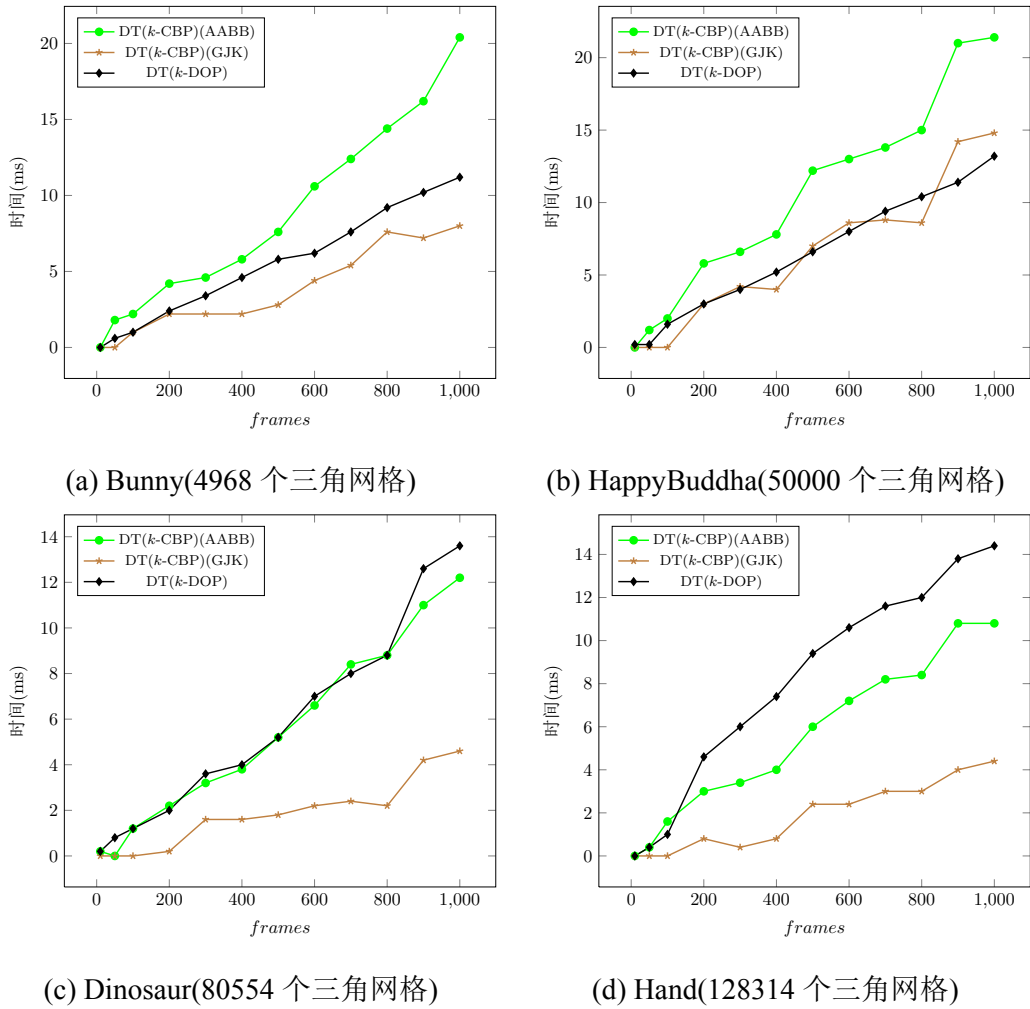 DT(k-CBP)(AABB)
DT(k-CBP)(GJK)
DT(k-DOP)
20
15
10
5
0
时间(ms)
0 200 400 600 800 1,000
frames
(a) Bunny(4968 个三角网格)
DT(k-CBP)(AABB)
DT(k-CBP)(GJK)
DT(k-DOP)
20
15
10
5
0
时间(ms)
0 200 400 600 800 1,000
frames
(b) HappyBuddha(50000 个三角网格)
DT(k-CBP)(AABB)
DT(k-CBP)(GJK)
DT(k-DOP)
14
12
10
8
6
4
2
0
时间(ms)
0 200 400 600 800 1,000
frames
(c) Dinosaur(80554 个三角网格)
DT(k-CBP)(AABB)
DT(k-CBP)(GJK)
DT(k-DOP)
14
12
10
8
6
4
2
0
时间(ms)
0 200 400 600 800 1,000
frames
(d) Hand(128314 个三角网格)